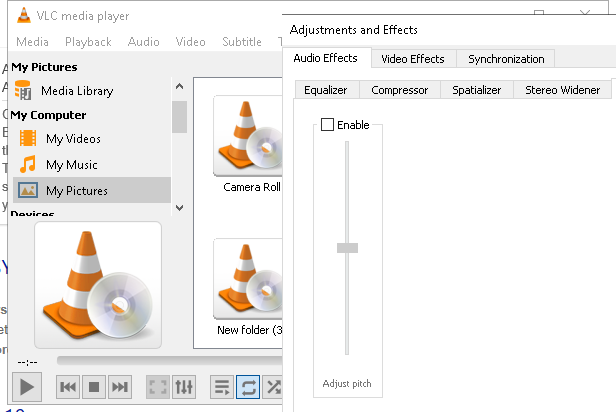 VLC media player
Media Playback Audio Video Subtitle
My Pictures
Media Library
My Computer
My Videos
My Music
My Pictures
Devices
Camera Roll
New folder (3
--:--
Adjustments and Effects
Audio Effects Video Effects Synchronization
Equalizer Compressor Spatializer Stereo Widener
Enable
Adjust pitch